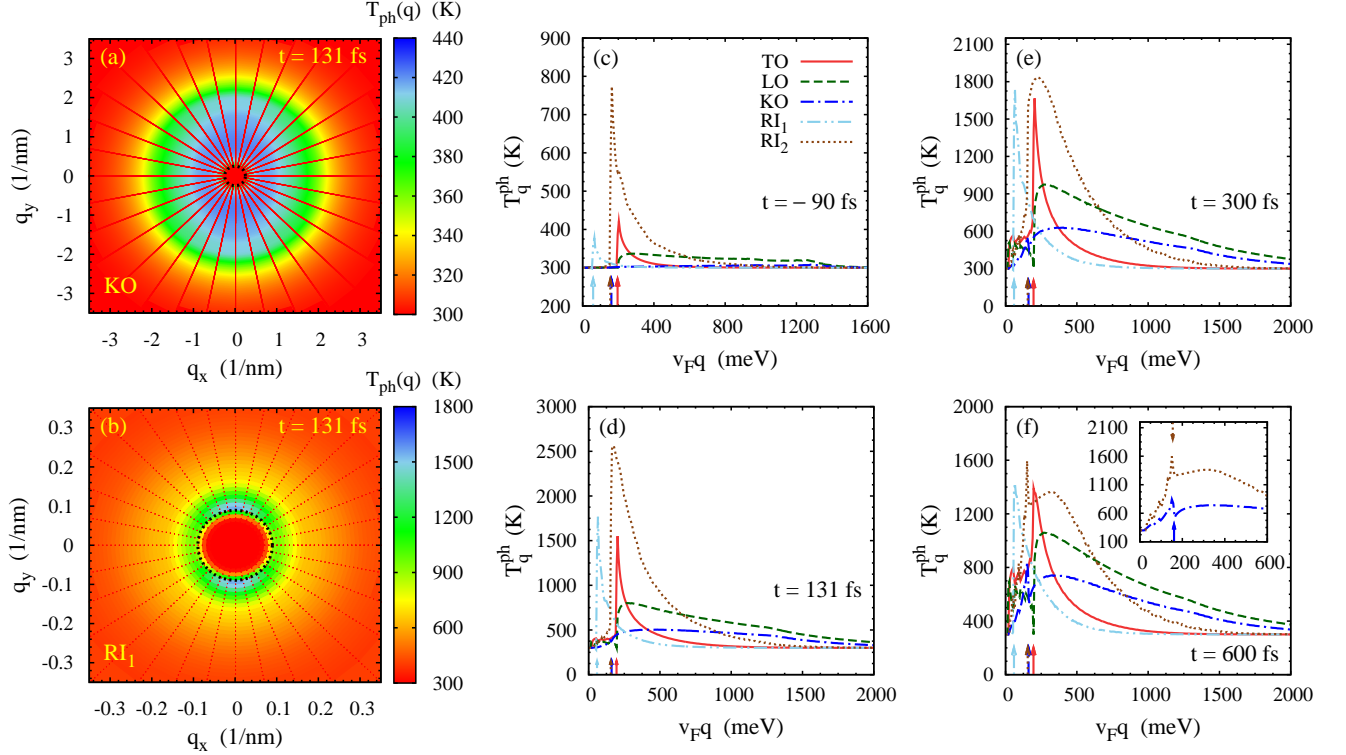 T_ph(q) (K)
(a)
t = 131 fs
KO
3
2
1
0
-1
-2
-3
q_y (1/nm)
-3 -2 -1 0 1 2 3
q_x (1/nm)
440
420
400
380
360
340
320
300
T_ph(q) (K)
(b)
t = 131 fs
RI_1
0.3
0.2
0.1
0
-0.1
-0.2
-0.3
q_y (1/nm)
-0.3 -0.2 -0.1 0 0.1 0.2 0.3
q_x (1/nm)
1800
1500
1200
900
600
300
(c)
TO
LO
KO
RI_1
RI_2
t = − 90 fs
900
800
700
600
500
400
300
200
T_q^ph (K)
0 400 800 1200 1600
v_Fq (meV)
(d)
t = 131 fs
3000
2500
2000
1500
1000
500
0
T_q^ph (K)
0 500 1000 1500 2000
v_Fq (meV)
(e)
t = 300 fs
2100
1800
1500
1200
900
600
300
0
T_q^ph (K)
0 500 1000 1500 2000
v_Fq (meV)
(f)
t = 600 fs
2000
1600
1200
800
400
0
T_q^ph (K)
0 500 1000 1500 2000
v_Fq (meV)
2100
1600
1100
600
100
0 200 400 600